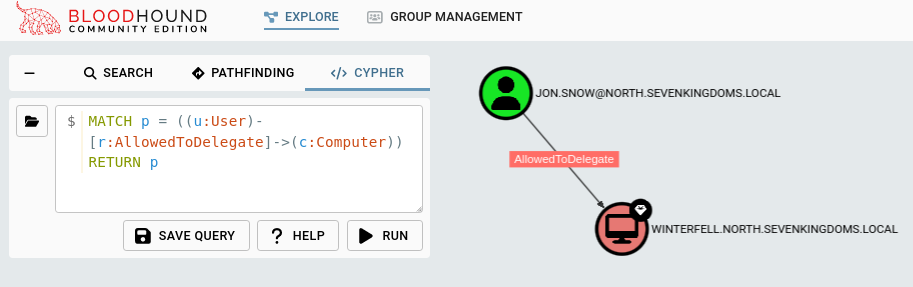 BLOODHOUND
COMMUNITY EDITION
EXPLORE
GROUP MANAGEMENT
SEARCH
PATHFINDING
</> CYPHER
$ MATCH p = ((u:User)-
[r:AllowedToDelegate]->(c:Computer))
RETURN p
SAVE QUERY
? HELP
RUN
JON.SNOW@NORTH.SEVENKINGDOMS.LOCAL
AllowedToDelegate
WINTERFELL.NORTH.SEVENKINGDOMS.LOCAL